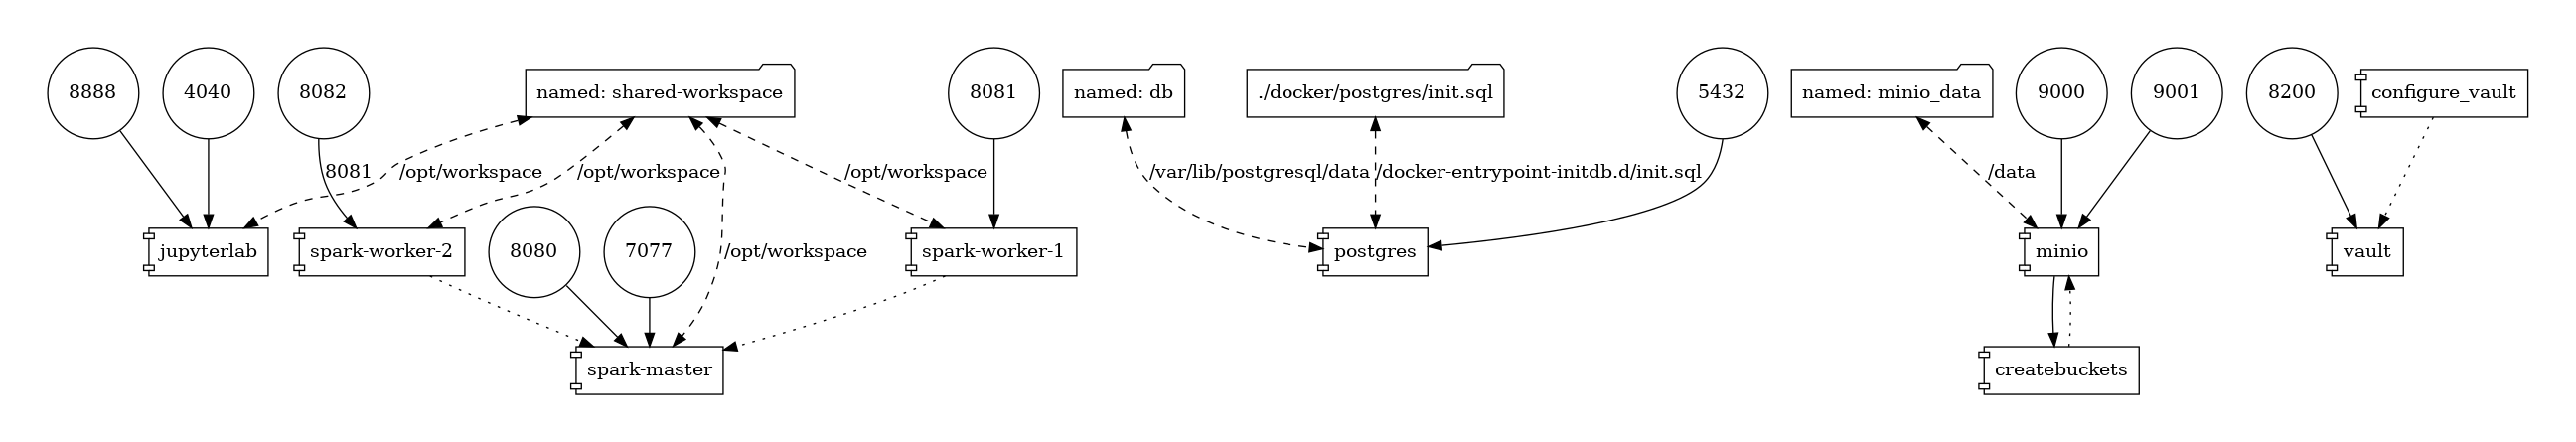 8888
4040
8082
named: shared-workspace
8081
named: db
./docker/postgres/init.sql
5432
named: minio_data
9000
9001
8200
configure_vault
8081
/opt/workspace
/opt/workspace
/opt/workspace
/var/lib/postgresql/data
/docker-entrypoint-initdb.d/init.sql
/data
jupyterlab
spark-worker-2
8080
7077
/opt/workspace
spark-worker-1
postgres
minio
vault
spark-master
createbuckets